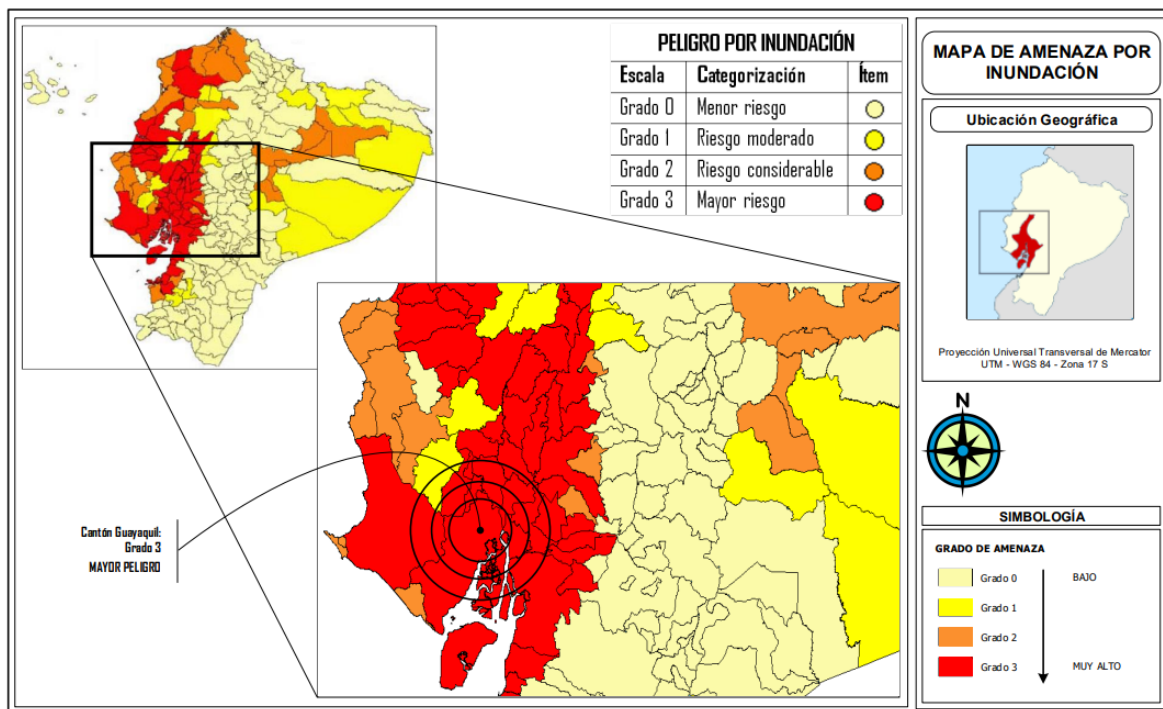 PELIGRO POR INUNDACIÓN
Escala Categorización Ítem
Grado 0 Menor riesgo
Grado 1 Riesgo moderado
Grado 2 Riesgo considerable
Grado 3 Mayor riesgo
Cantón Guayaquil:
Grado 3
MAYOR PELIGRO
MAPA DE AMENAZA POR
INUNDACIÓN
Ubicación Geográfica
Proyección Universal Transversal de Mercator
UTM - WGS 84 - Zona 17 S
N
SIMBOLOGÍA
GRADO DE AMENAZA
Grado 0 BAJO
Grado 1
Grado 2
Grado 3 MUY ALTO